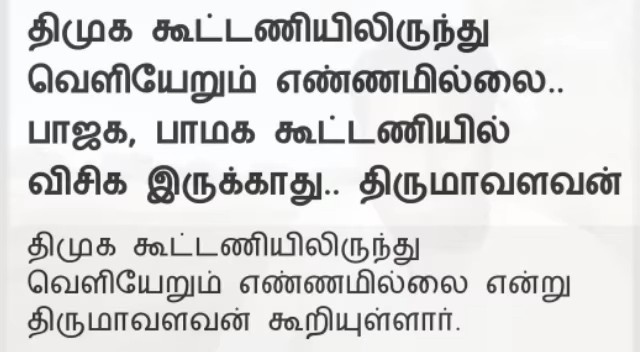 திமுக கூட்டணியிலிருந்து
வெளியேறும் எண்ணமில்லை..
பாஜக, பாமக கூட்டணியில்
விசிக இருக்காது.. திருமாவளவன்
திமுக கூட்டணியிலிருந்து
வெளியேறும் எண்ணமில்லை என்று
திருமாவளவன் கூறியுள்ளார்.